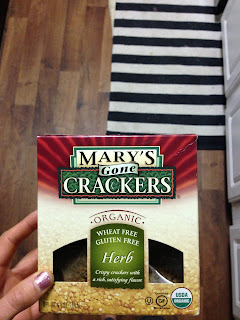 MARY'S
Gone
CRACKERS
ORGANIC
WHEAT FREE
GLUTEN FREE
Herb
Crispy crackers with
a rich, satisfying flavor
USDA
ORGANIC